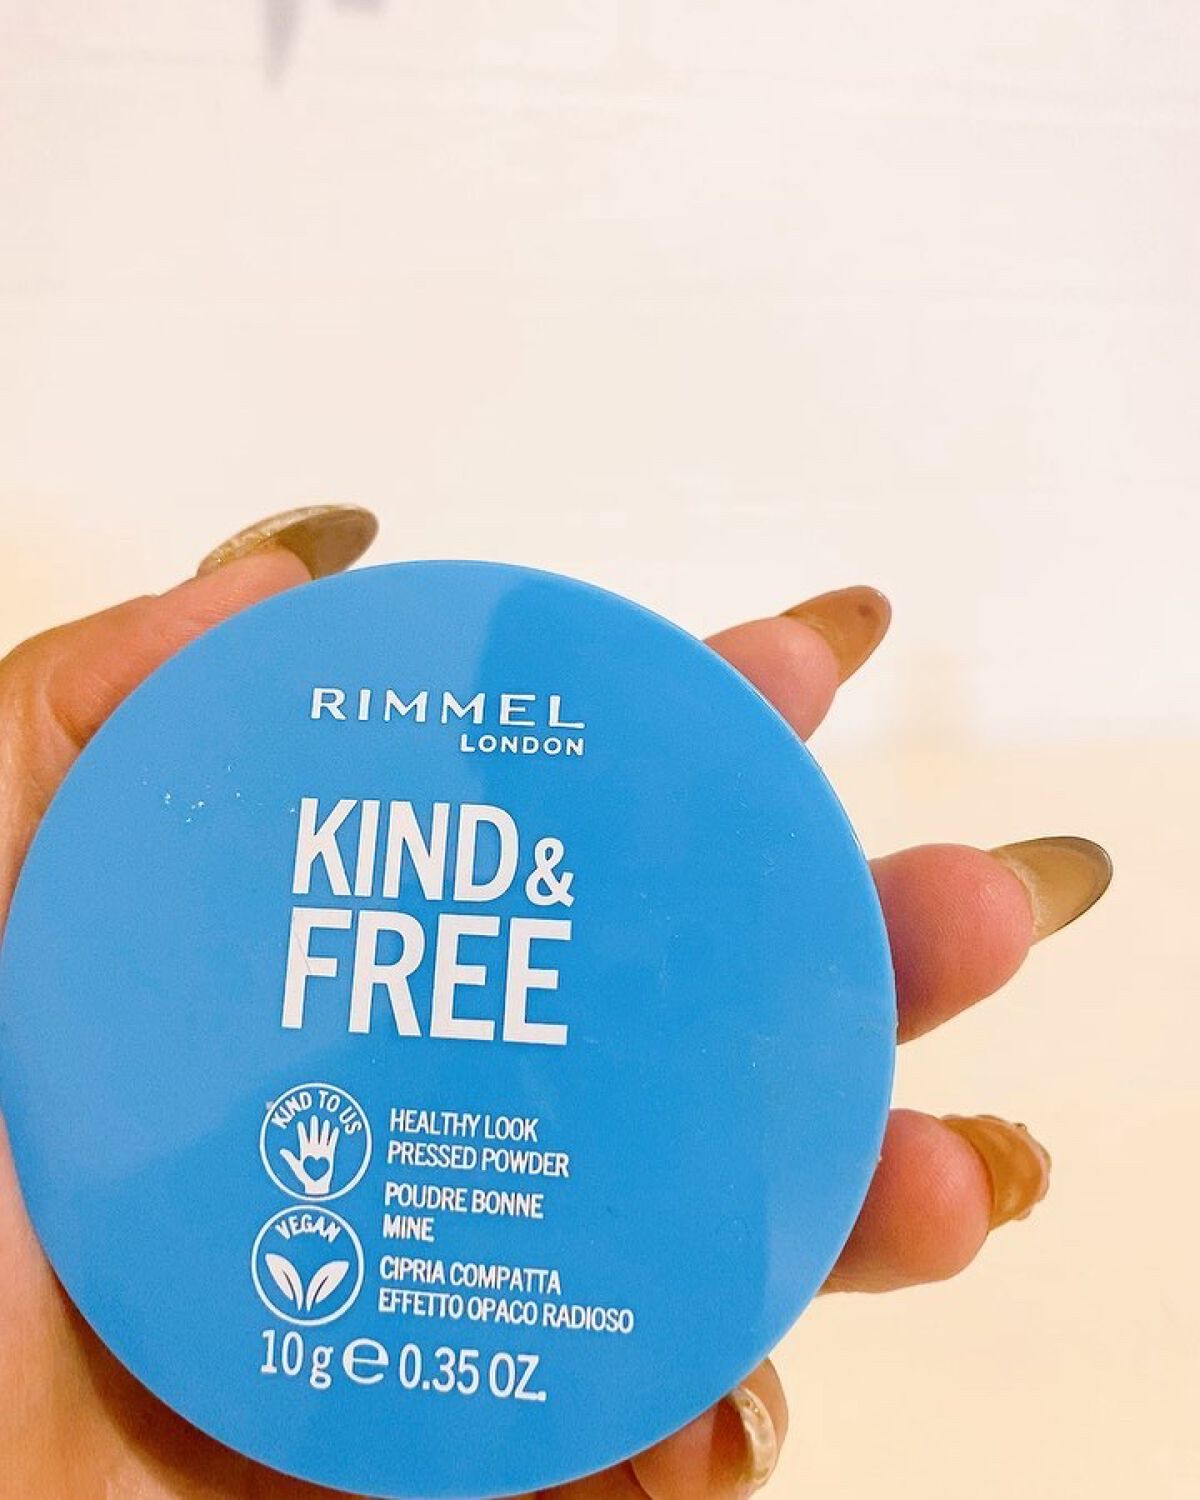 RIMMEL
LONDON
KIND &
FREE
KIND TO US
HEALTHY LOOK
PRESSED POWDER
POUDRE BONNE
MINE
VEGAN
CIPRIA COMPATTA
EFFETTO OPACO RADIOSO
10 g e 0.35 OZ.